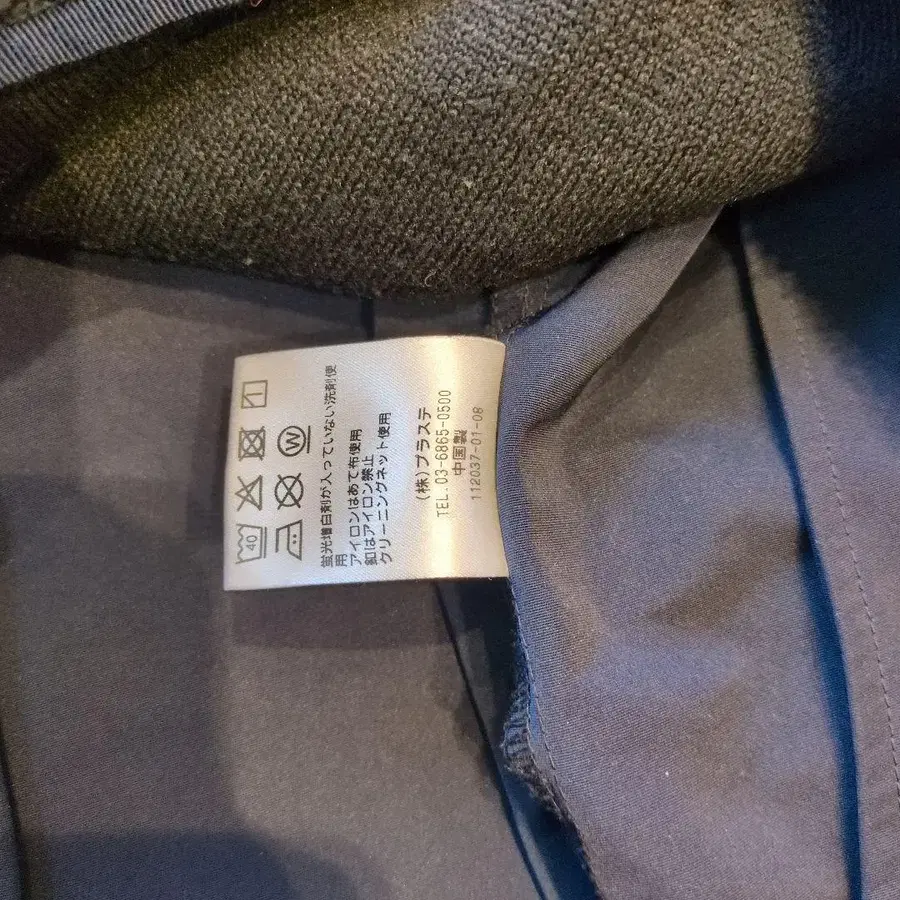 40
W
蛍光増白剤が入っていない洗剤使
用
アイロンはあて布使用
釦はアイロン禁止
クリーニングネット使用
(株)プラステ
TEL.03-6865-0500
中国製
112037-01-08